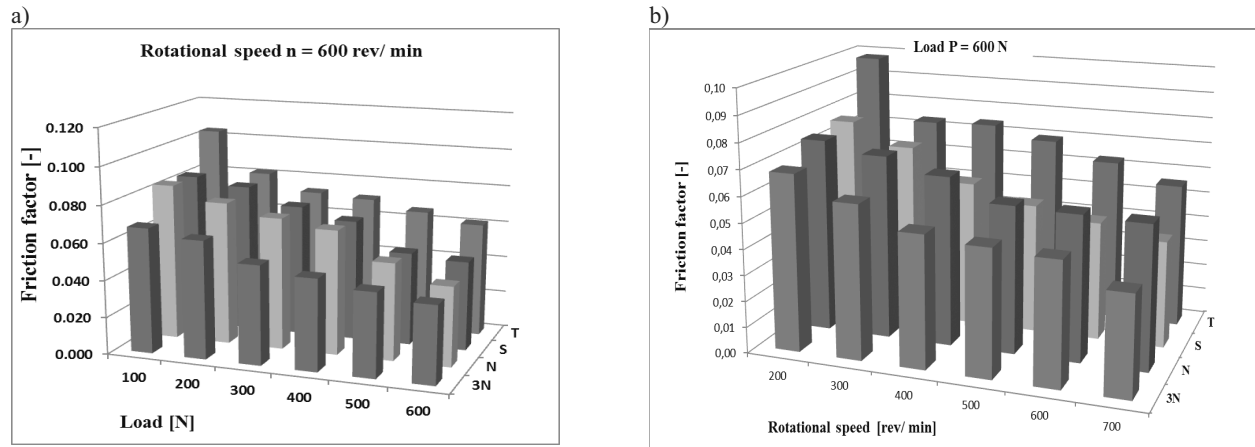 a)
Rotational speed n = 600 rev/ min
Friction factor [-]
0.120
0.100
0.080
0.060
0.040
0.020
0.000
100
200
300
400
500
600
3N
N
S
T
Load [N]
b)
Load P = 600 N
Friction factor [-]
0,10
0,09
0,08
0,07
0,06
0,05
0,04
0,03
0,02
0,01
0,00
200
300
400
500
600
700
3N
N
S
T
Rotational speed [rev/ min]